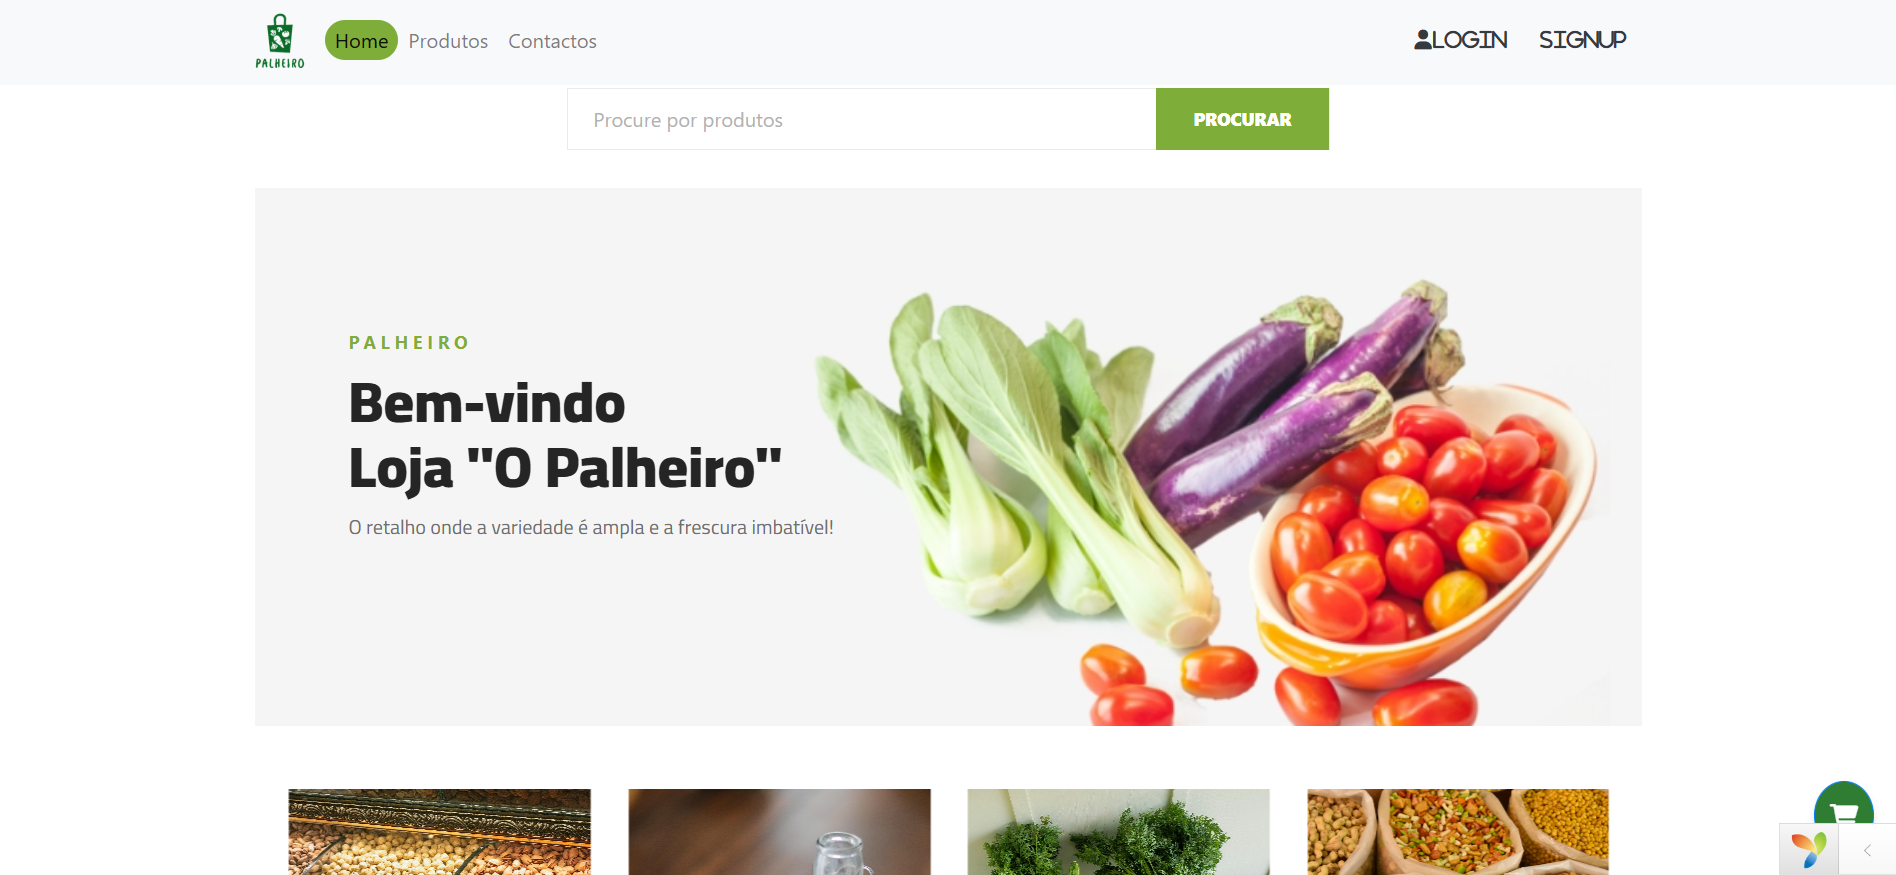 PALHEIRO
Home
Produtos
Contactos
LOGIN
SIGNUP
Procure por produtos
PROCURAR
PALHEIRO
Bem-vindo
Loja "O Palheiro"
O retalho onde a variedade é ampla e a frescura imbatível!